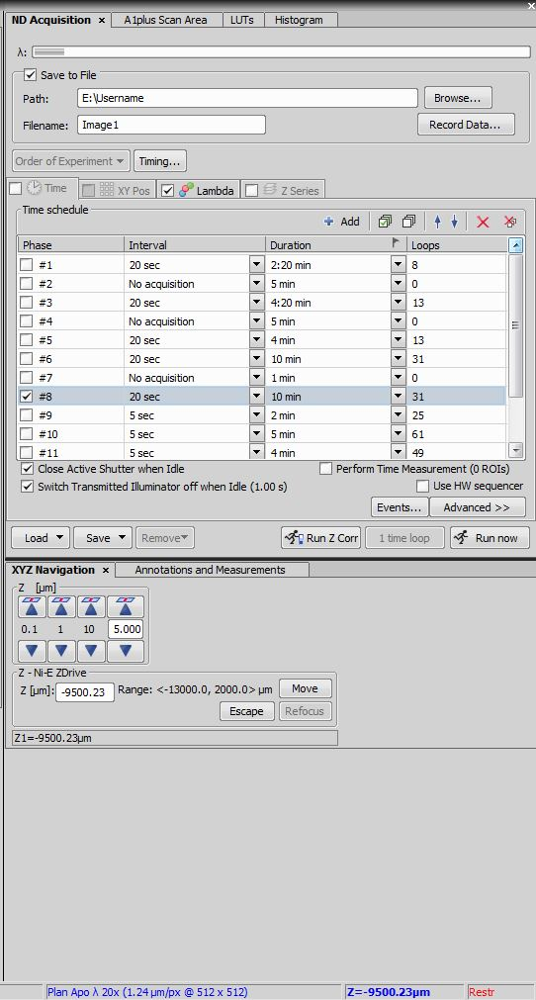 ND Acquisition × A1plus Scan Area LUTs Histogram
λ:
Save to File
Path: E:\Username Browse...
Filename: Image1 Record Data...
Order of Experiment Timing...
Time XY Pos Lambda Z Series
Time schedule
Add
Phase Interval Duration Loops
#1 20 sec 2:20 min 8
#2 No acquisition 5 min 0
#3 20 sec 4:20 min 13
#4 No acquisition 5 min 0
#5 20 sec 4 min 13
#6 20 sec 10 min 31
#7 No acquisition 1 min 0
#8 20 sec 10 min 31
#9 5 sec 2 min 25
#10 5 sec 5 min 61
#11 5 sec 4 min 49
Close Active Shutter when Idle Perform Time Measurement (0 ROIs)
Switch Transmitted Illuminator off when Idle (1.00 s) Use HW sequencer
Events... Advanced >>
Load Save Remove Run Z Corr 1 time loop Run now
XYZ Navigation × Annotations and Measurements
Z [µm]
0.1 1 10 5.000
Z - Ni-E ZDrive
Z [µm]: -9500.23 Range: <-13000.0, 2000.0> µm Move
Escape Refocus
Z1=-9500.23µm
Plan Apo λ 20x (1.24 µm/px @ 512 x 512) Z=-9500.23µm Restr